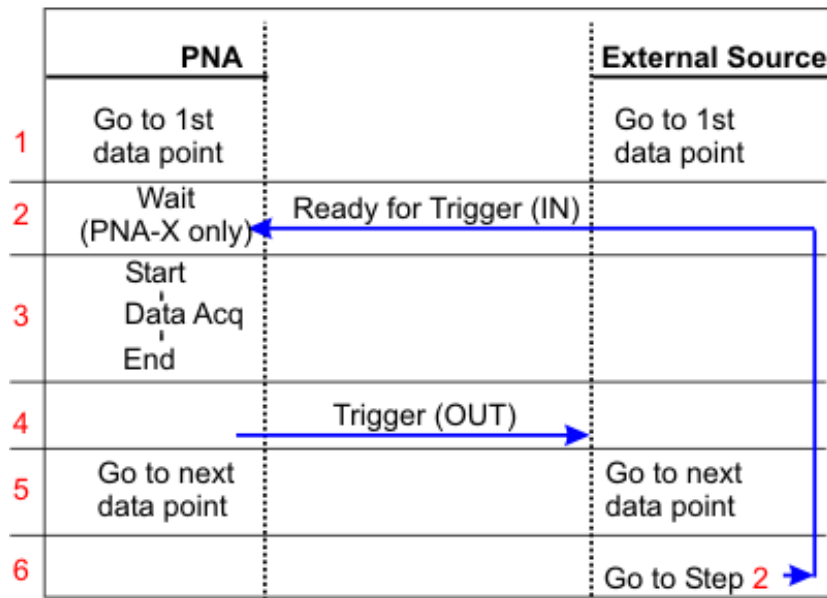 PNA
External Source
1
Go to 1st
data point
Go to 1st
data point
2
Wait
(PNA-X only)
Ready for Trigger (IN)
3
Start
Data Acq
End
4
Trigger (OUT)
5
Go to next
data point
Go to next
data point
6
Go to Step 2